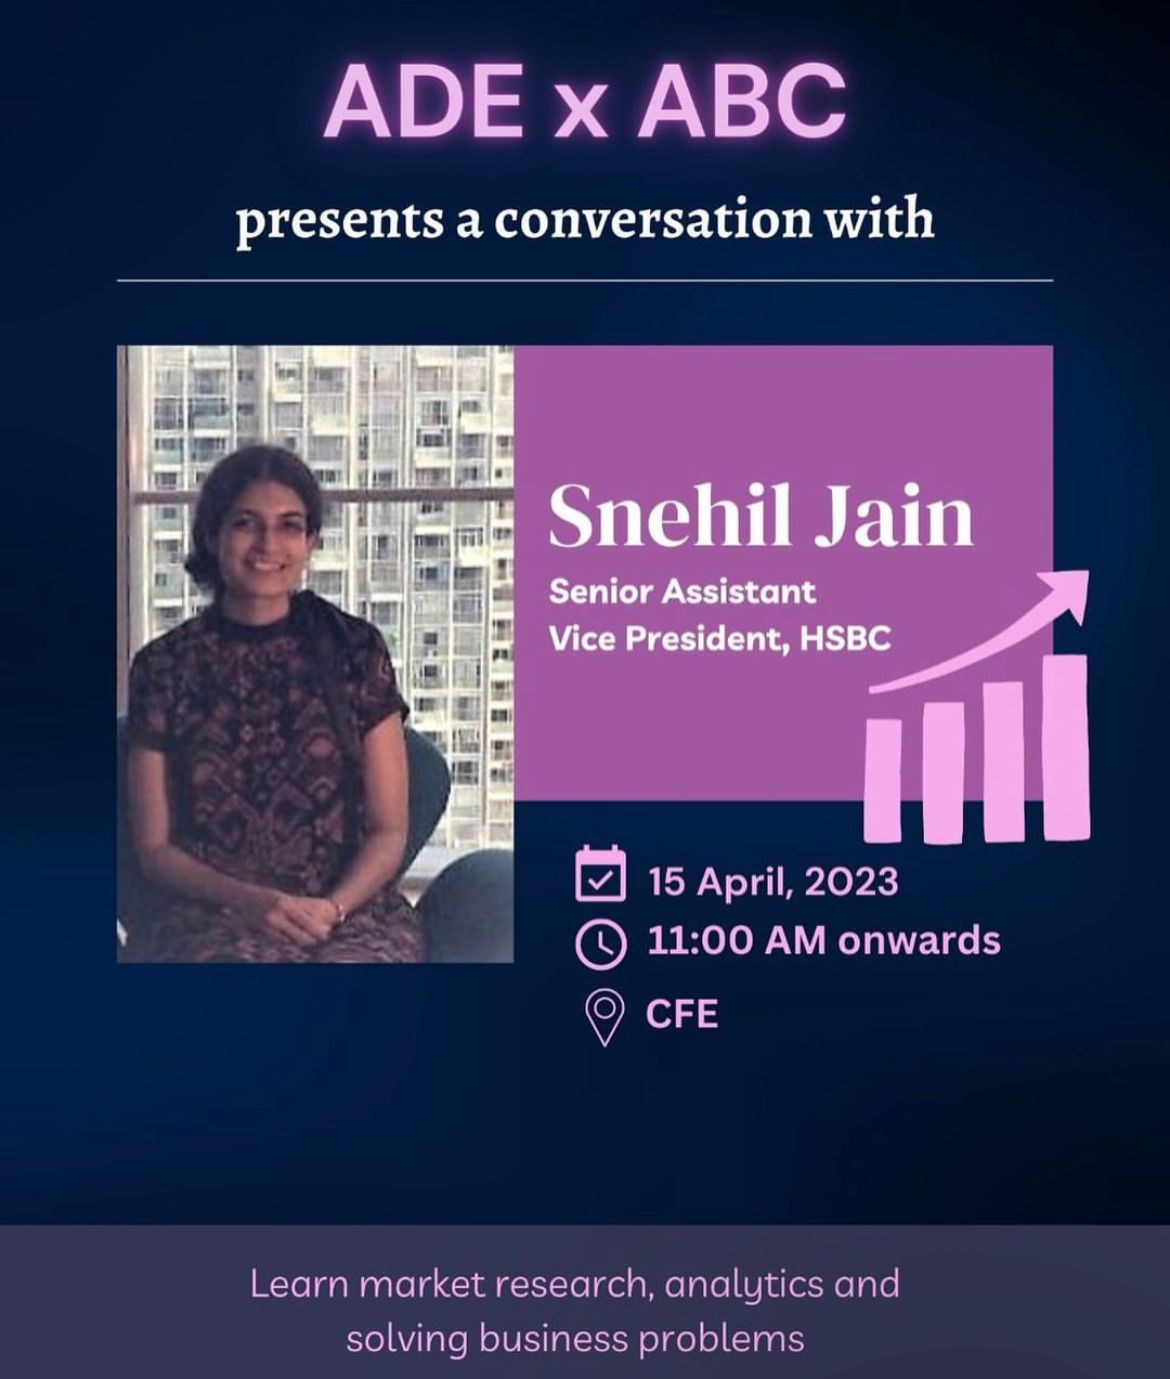 ADE x ABC
presents a conversation with
Snehil Jain
Senior Assistant
Vice President, HSBC
15 April, 2023
11:00 AM onwards
CFE
Learn market research, analytics and
solving business problems